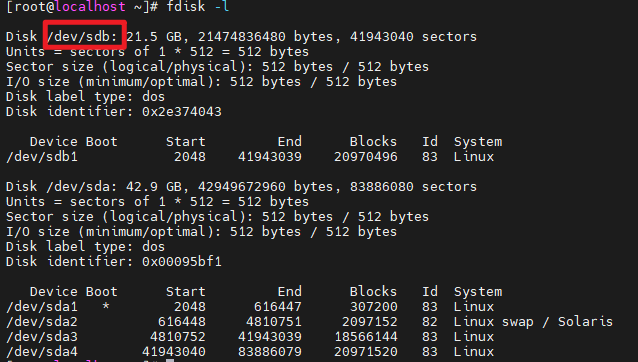 [root@localhost ~]# fdisk -l
Disk /dev/sdb: 21.5 GB, 21474836480 bytes, 41943040 sectors
Units = sectors of 1 * 512 = 512 bytes
Sector size (logical/physical): 512 bytes / 512 bytes
I/O size (minimum/optimal): 512 bytes / 512 bytes
Disk label type: dos
Disk identifier: 0x2e374043
Device Boot Start End Blocks Id System
/dev/sdb1 2048 41943039 20970496 83 Linux
Disk /dev/sda: 42.9 GB, 42949672960 bytes, 83886080 sectors
Units = sectors of 1 * 512 = 512 bytes
Sector size (logical/physical): 512 bytes / 512 bytes
I/O size (minimum/optimal): 512 bytes / 512 bytes
Disk label type: dos
Disk identifier: 0x00095bf1
Device Boot Start End Blocks Id System
/dev/sda1 * 2048 616447 307200 83 Linux
/dev/sda2 616448 4810751 2097152 82 Linux swap / Solaris
/dev/sda3 4810752 41943039 18566144 83 Linux
/dev/sda4 41943040 83886079 20971520 83 Linux